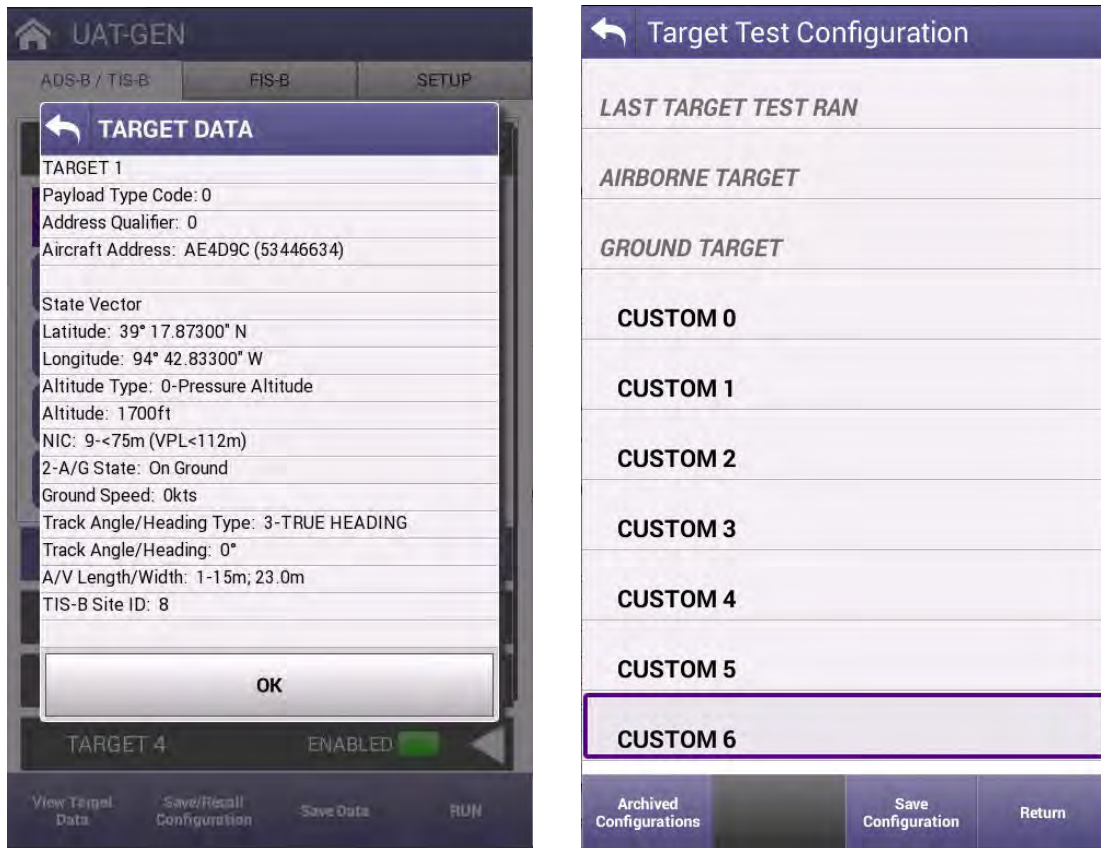 UAT-GEN
ADS-B / TIS-B
FIS-B
SETUP
TARGET DATA
TARGET 1
Payload Type Code: 0
Address Qualifier: 0
Aircraft Address: AE4D9C (53446634)
State Vector
Latitude: 39° 17.87300" N
Longitude: 94° 42.83300" W
Altitude Type: 0-Pressure Altitude
Altitude: 1700ft
NIC: 9-<75m (VPL<112m)
2-A/G State: On Ground
Ground Speed: 0kts
Track Angle/Heading Type: 3-TRUE HEADING
Track Angle/Heading: 0°
A/V Length/Width: 1-15m; 23.0m
TIS-B Site ID: 8
OK
TARGET 4 ENABLED
View Target
Data
Save/Recall
Configuration
Save Data
RUN
Target Test Configuration
LAST TARGET TEST RAN
AIRBORNE TARGET
GROUND TARGET
CUSTOM 0
CUSTOM 1
CUSTOM 2
CUSTOM 3
CUSTOM 4
CUSTOM 5
CUSTOM 6
Archived
Configurations
Save
Configuration
Return